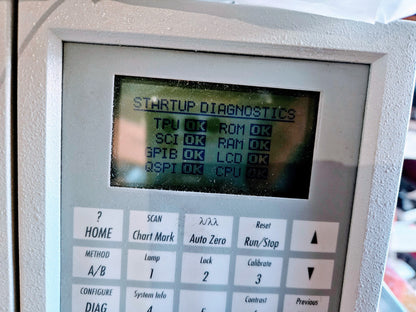 STARTUP DIAGNOSTICS
TPU OK ROM OK
SCI OK RAM OK
GPIB OK LCD OK
QSPI OK CPU OK
? SCAN λ/λλ Reset
HOME Chart Mark Auto Zero Run/Stop ▲
METHOD Lamp Lock Calibrate
A/B 1 2 3 ▼
CONFIGURE System Info Contrast Previous
DIAG 4